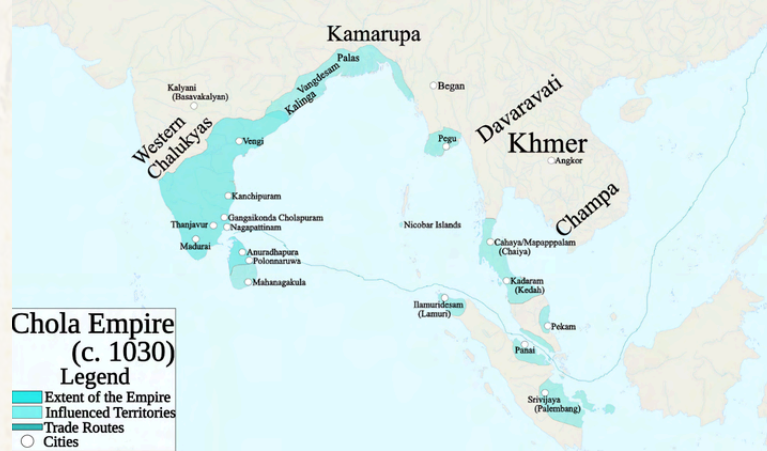 Kamarupa
Palas
Vangdesam
Kalinga
Kalyani
(Basavakalyan)
Began
Davaravati
Western
Chalukyas
Vengi
Pegu
Khmer
Angkor
Kanchipuram
Champa
Gangaikonda Cholapuram
Thanjavur
Nagapattinam
Nicobar Islands
Madurai
Cahaya/Mapapppalam
(Chaiya)
Anuradhapura
Polonnaruwa
Mahanagakula
Kadaram
(Kedah)
Ilamuridesam
(Lamuri)
Pekam
Panai
Srivijaya
(Palembang)
Chola Empire
(c. 1030)
Legend
Extent of the Empire
Influenced Territories
Trade Routes
Cities